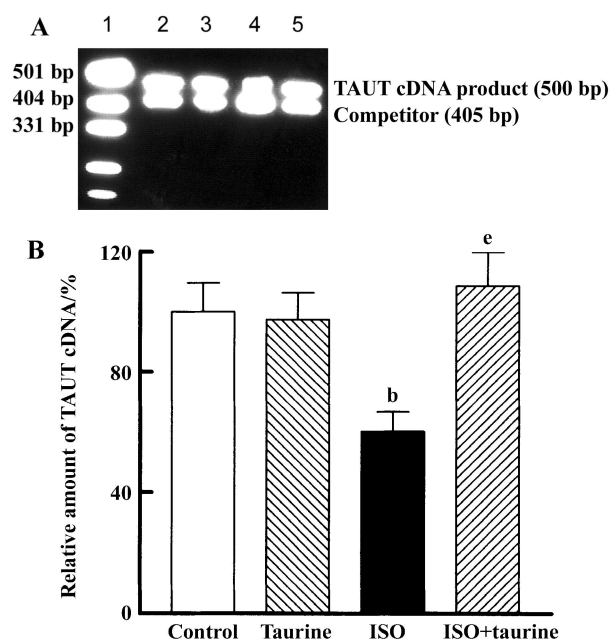 A
1 2 3 4 5
501 bp
404 bp
331 bp
TAUT cDNA product (500 bp)
Competitor (405 bp)
B
Relative amount of TAUT cDNA/%
120
80
40
0
b
e
Control Taurine ISO ISO+taurine